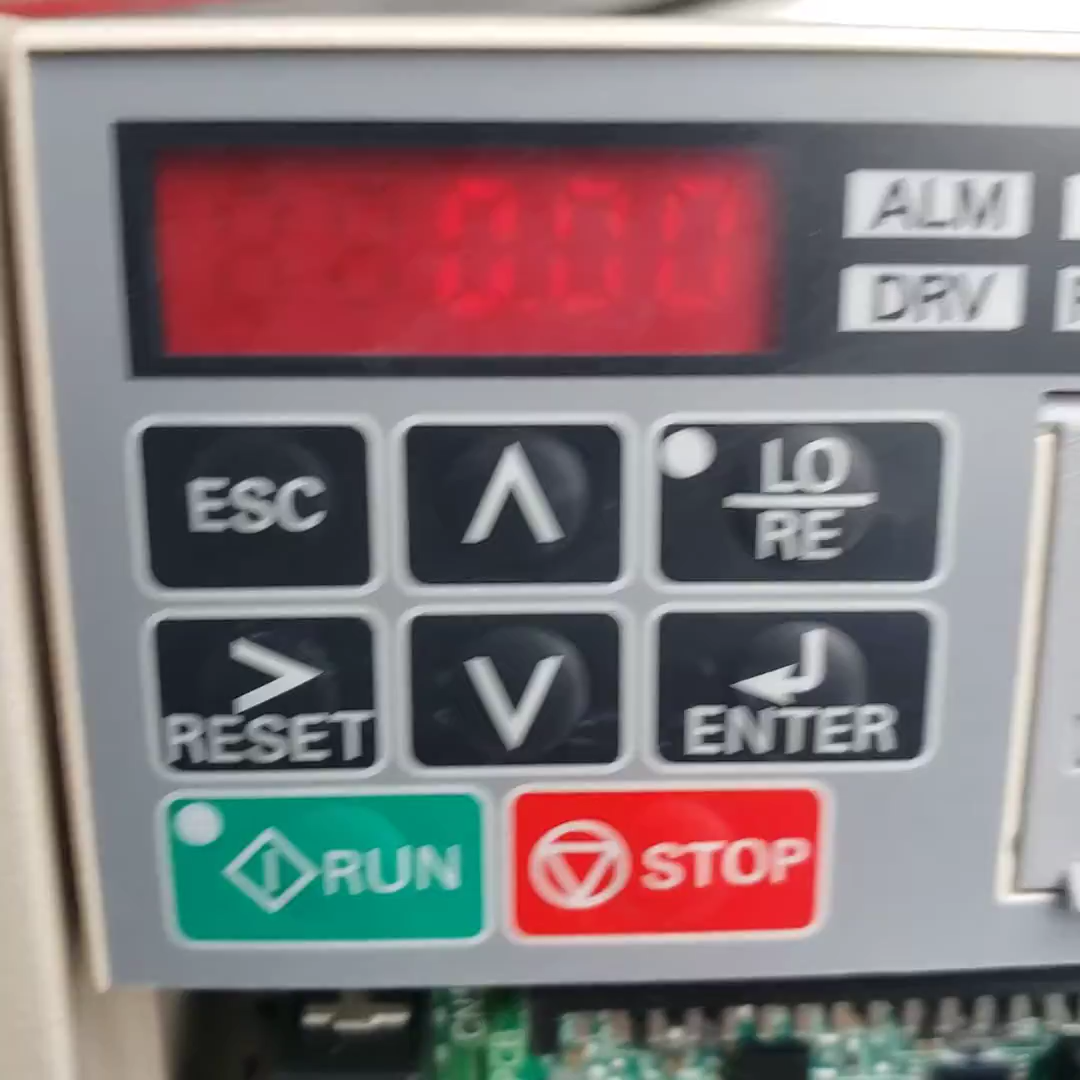 0.00
ALM
DRV
ESC
LO
RE
RESET
ENTER
RUN
STOP